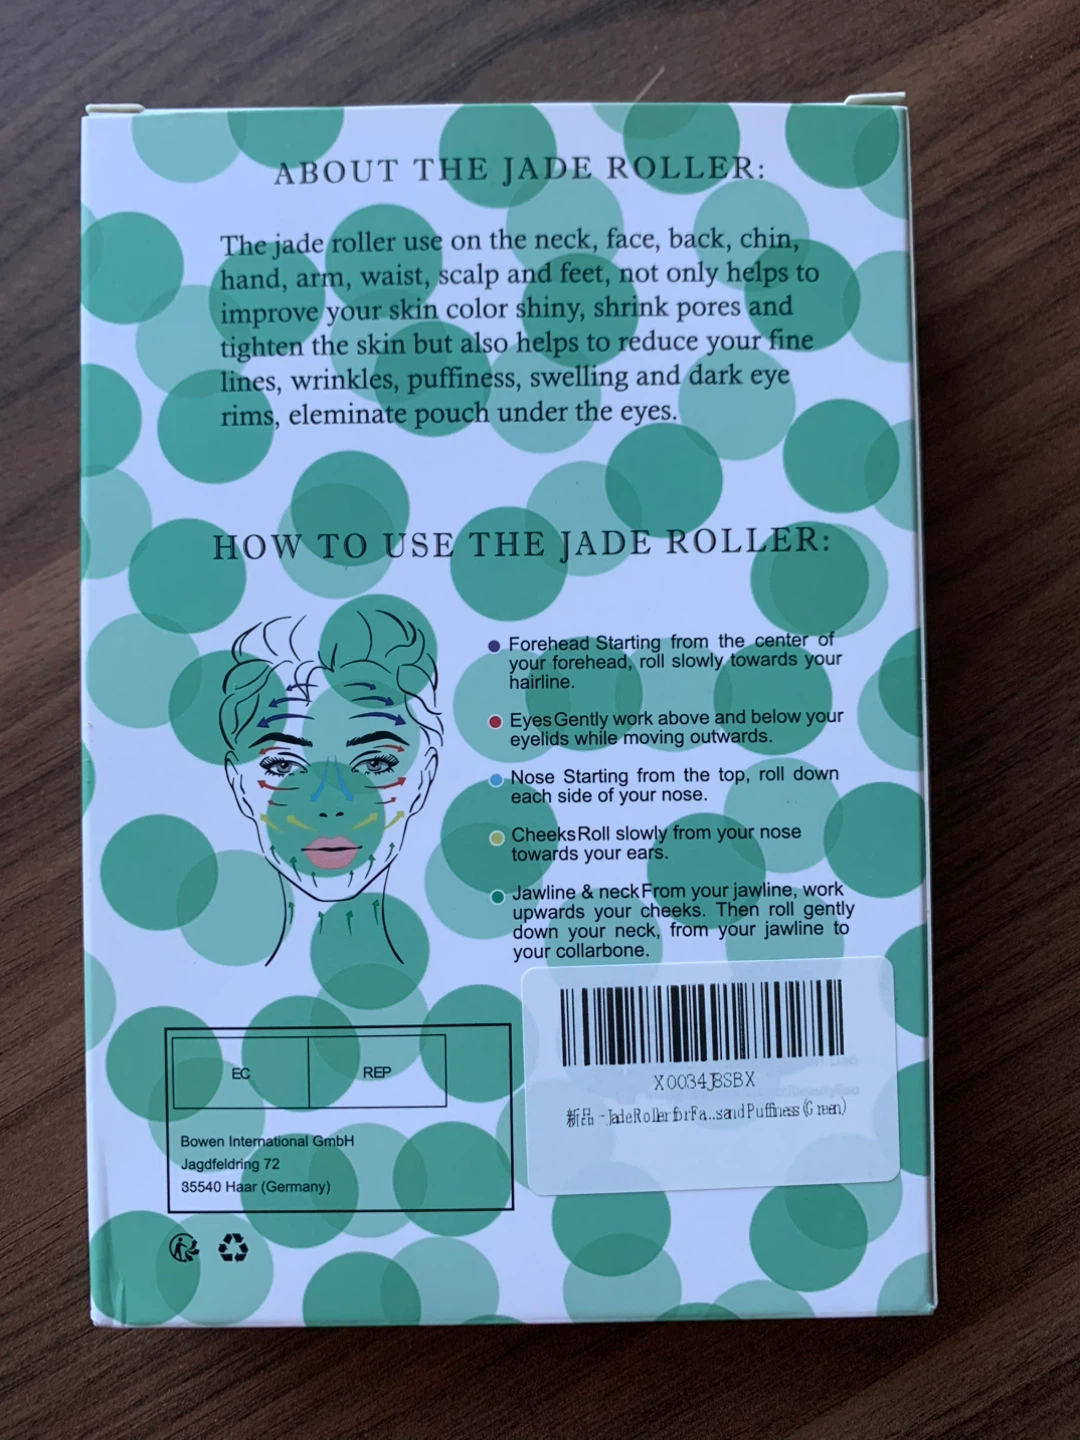 ABOUT THE JADE ROLLER:
The jade roller use on the neck, face, back, chin,
hand, arm, waist, scalp and feet, not only helps to
improve your skin color shiny, shrink pores and
tighten the skin but also helps to reduce your fine
lines, wrinkles, puffiness, swelling and dark eye
rims, eleminate pouch under the eyes.
HOW TO USE THE JADE ROLLER:
Forehead Starting from the center of
your forehead, roll slowly towards your
hairline.
Eyes Gently work above and below your
eyelids while moving outwards.
Nose Starting from the top, roll down
each side of your nose.
Cheeks Roll slowly from your nose
towards your ears.
Jawline & neck From your jawline, work
upwards your cheeks. Then roll gently
down your neck, from your jawline to
your collarbone.
EC REP
Bowen International GmbH
Jagdfeldring 72
85540 Haar (Germany)
X0034J8SBX
新品 - Jade Roller for Fa...s and Puffiness (Green)